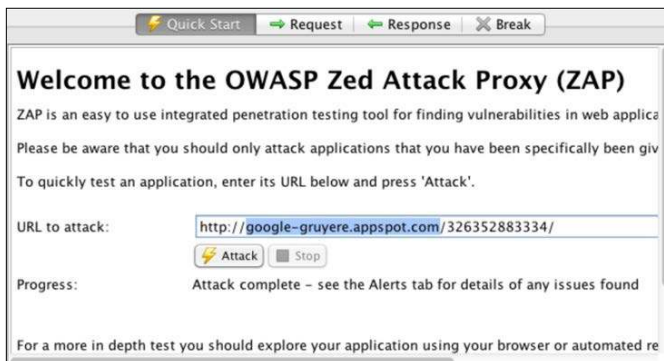 Quick Start Request Response Break
Welcome to the OWASP Zed Attack Proxy (ZAP)
ZAP is an easy to use integrated penetration testing tool for finding vulnerabilities in web applica
Please be aware that you should only attack applications that you have been specifically been giv
To quickly test an application, enter its URL below and press 'Attack'.
URL to attack: http://google-gruyere.appspot.com/326352883334/
Attack Stop
Progress: Attack complete - see the Alerts tab for details of any issues found
For a more in depth test you should explore your application using your browser or automated re